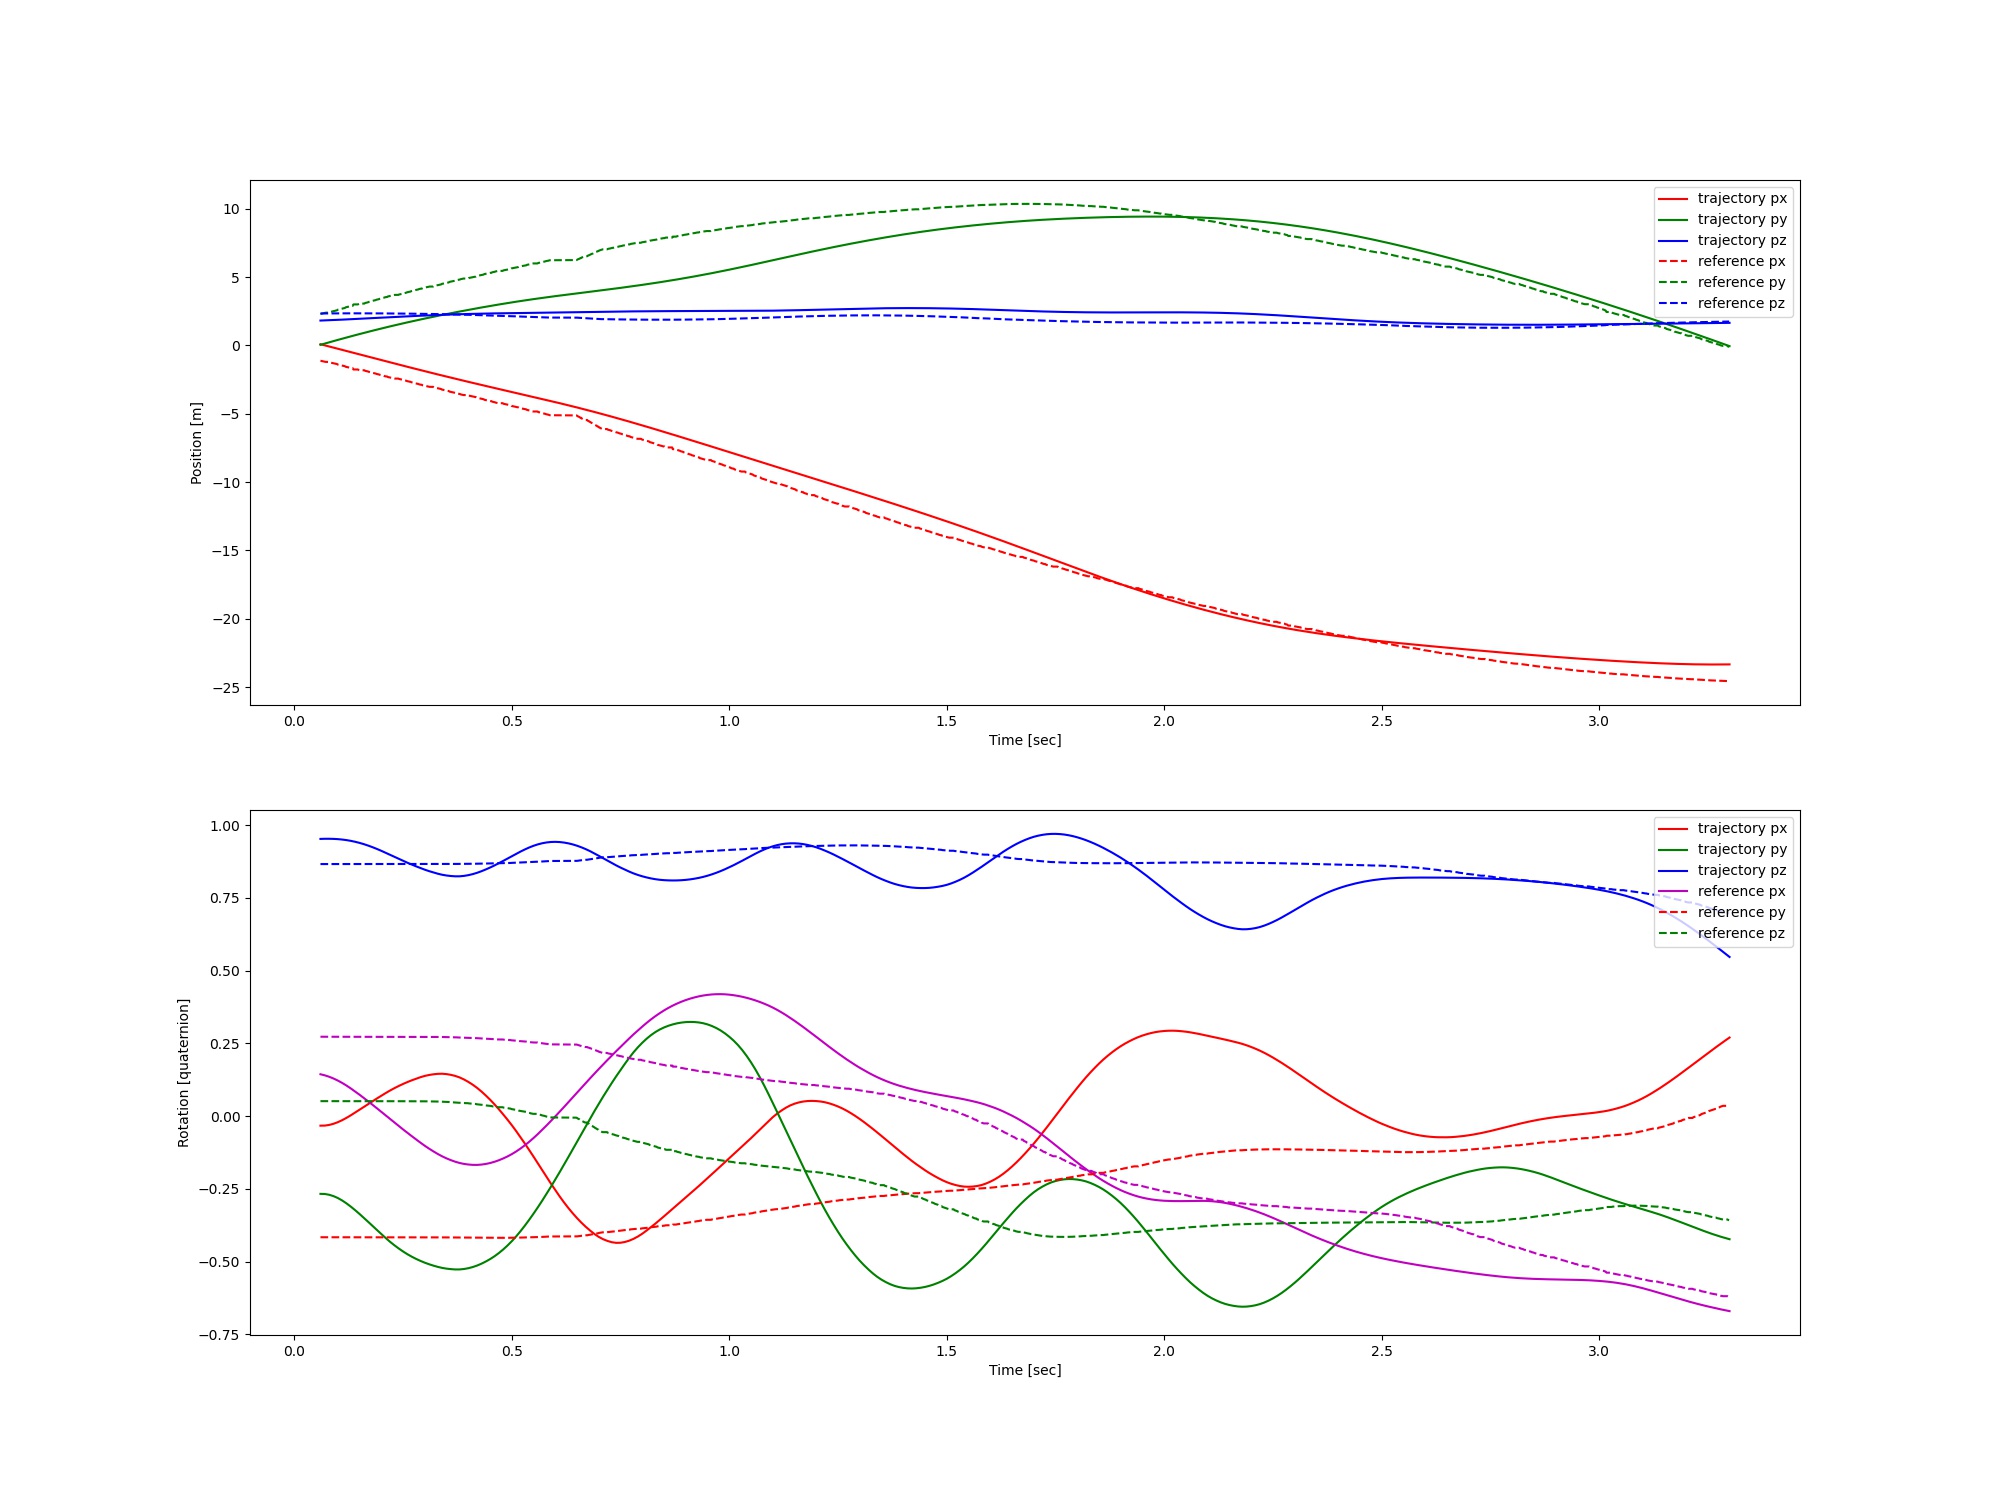 10
5
0
−5
−10
−15
−20
−25
Position [m]
0.0 0.5 1.0 1.5 2.0 2.5 3.0
Time [sec]
trajectory px
trajectory py
trajectory pz
reference px
reference py
reference pz
1.00
0.75
0.50
0.25
0.00
−0.25
−0.50
−0.75
Rotation [quaternion]
0.0 0.5 1.0 1.5 2.0 2.5 3.0
Time [sec]
trajectory px
trajectory py
trajectory pz
reference px
reference py
reference pz